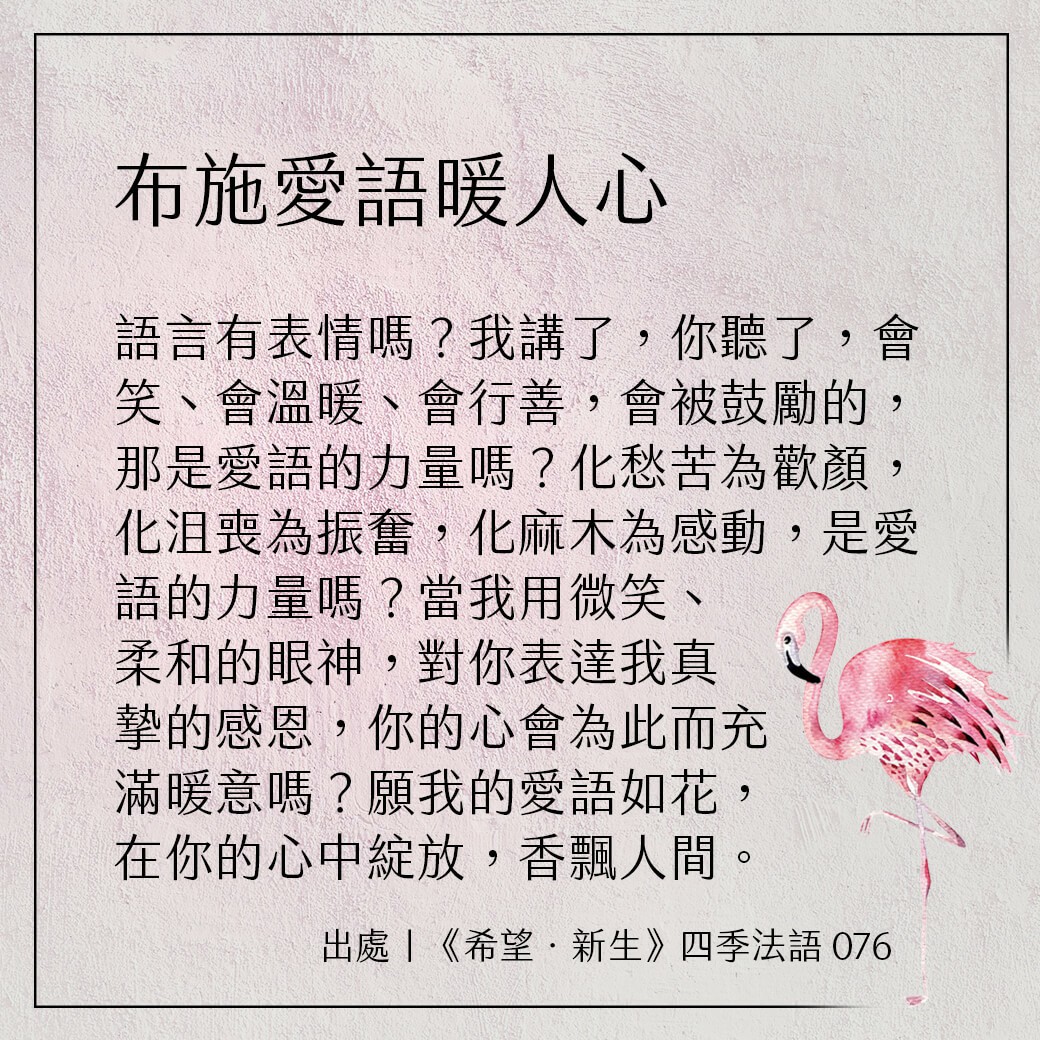 布施愛語暖人心
語言有表情嗎？我講了，你聽了，會
笑、會溫暖、會行善，會被鼓勵的，
那是愛語的力量嗎？化愁苦為歡顏，
化沮喪為振奮，化麻木為感動，是愛
語的力量嗎？當我用微笑、
柔和的眼神，對你表達我真
摯的感恩，你的心會為此而充
滿暖意嗎？願我的愛語如花，
在你的心中綻放，香飄人間。
出處｜《希望．新生》四季法語 076